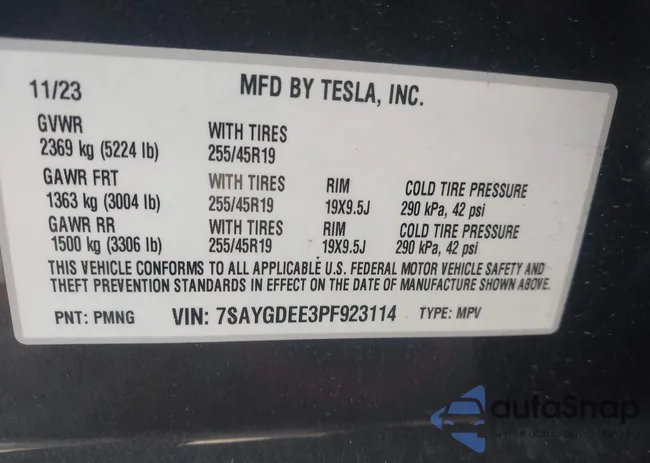 11/23 MFD BY TESLA, INC.
GVWR WITH TIRES
2369 kg (5224 lb) 255/45R19
GAWR FRT WITH TIRES RIM COLD TIRE PRESSURE
1363 kg (3004 lb) 255/45R19 19X9.5J 290 kPa, 42 psi
GAWR RR WITH TIRES RIM COLD TIRE PRESSURE
1500 kg (3306 lb) 255/45R19 19X9.5J 290 kPa, 42 psi
THIS VEHICLE CONFORMS TO ALL APPLICABLE U.S. FEDERAL MOTOR VEHICLE SAFETY AND
THEFT PREVENTION STANDARDS IN EFFECT ON THE DATE OF MANUFACTURE SHOWN ABOVE.
PNT: PMNG VIN: 7SAYGDEE3PF923114 TYPE: MPV
autoSnap